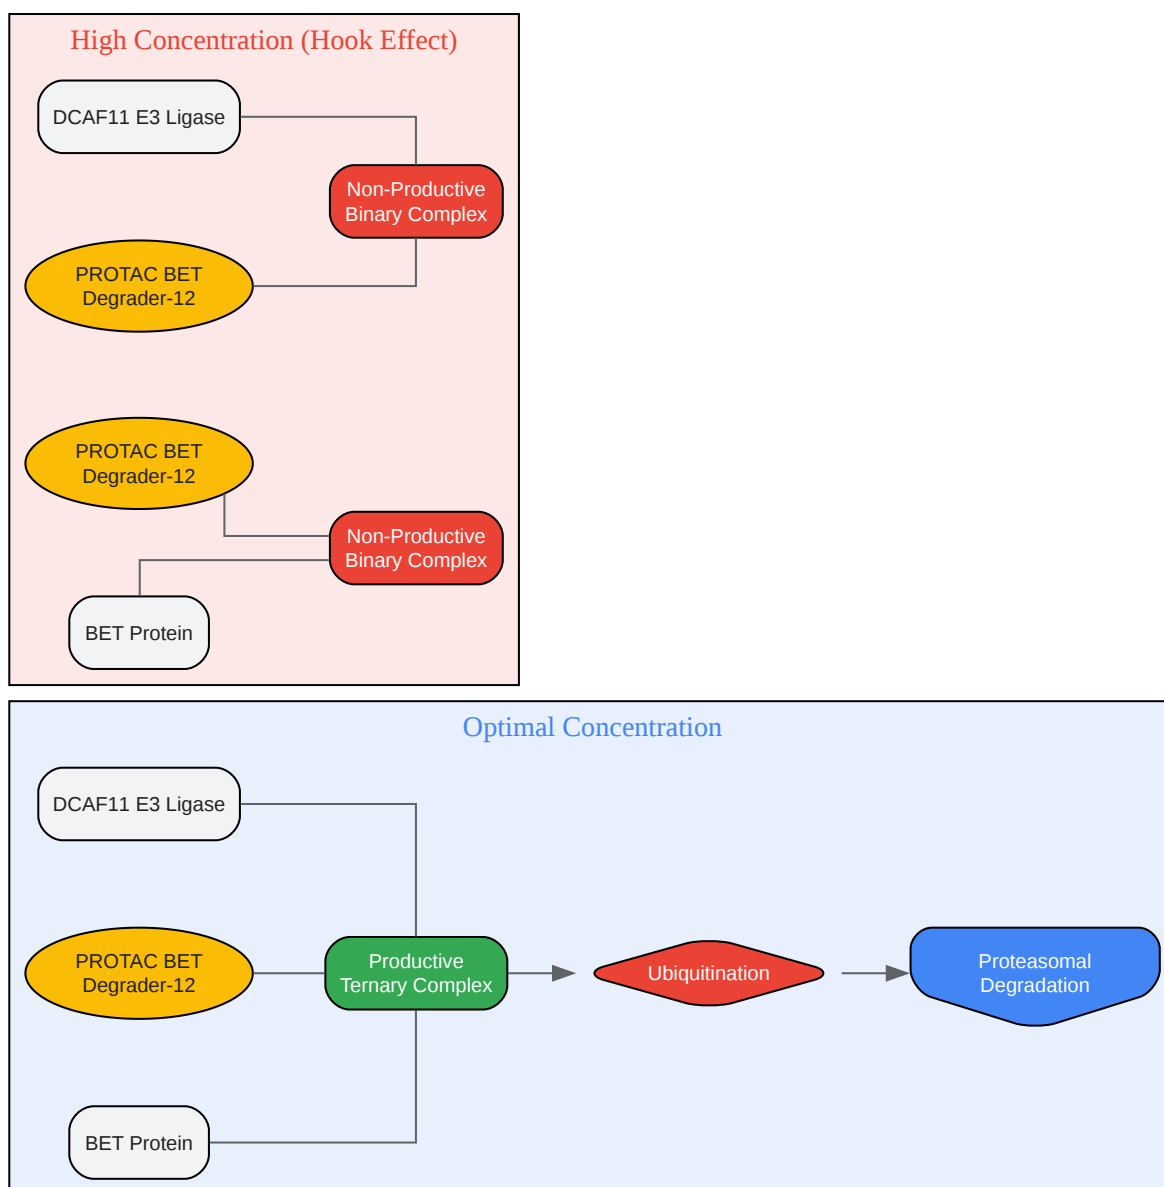 High Concentration (Hook Effect)
DCAF11 E3 Ligase
Non-Productive
Binary Complex
PROTAC BET
Degrader-12
PROTAC BET
Degrader-12
Non-Productive
Binary Complex
BET Protein
Optimal Concentration
DCAF11 E3 Ligase
PROTAC BET
Degrader-12
Productive
Ternary Complex
Ubiquitination
Proteasomal
Degradation
BET Protein